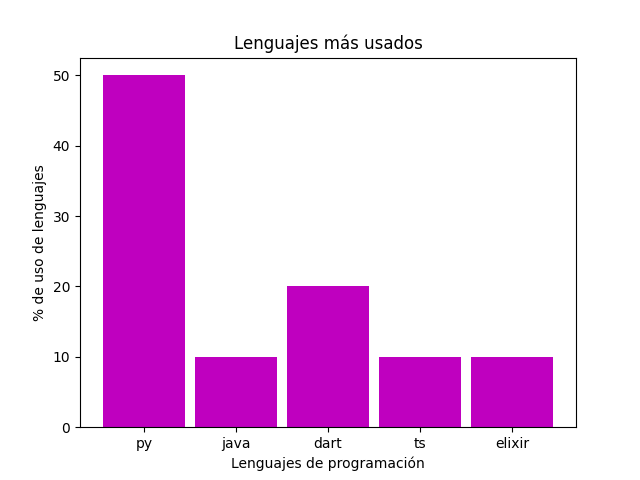 Lenguajes más usados
% de uso de lenguajes
50
40
30
20
10
0
py java dart ts elixir
Lenguajes de programación